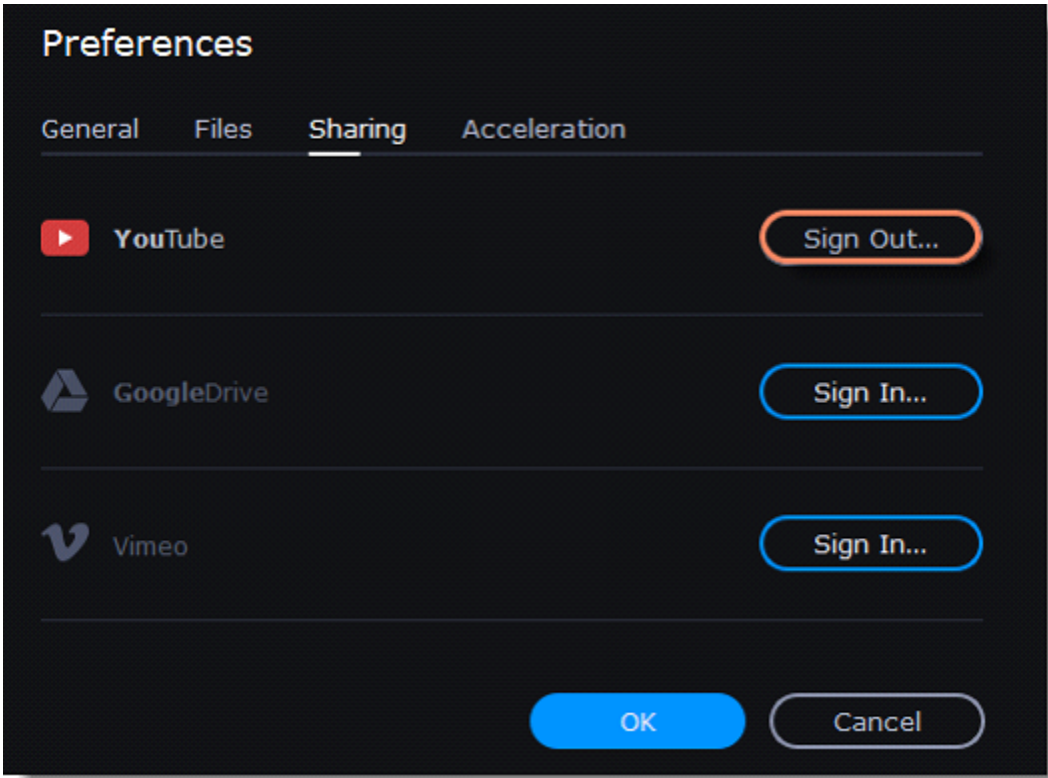 Preferences
General Files Sharing Acceleration
YouTube Sign Out...
GoogleDrive Sign In...
Vimeo Sign In...
OK Cancel